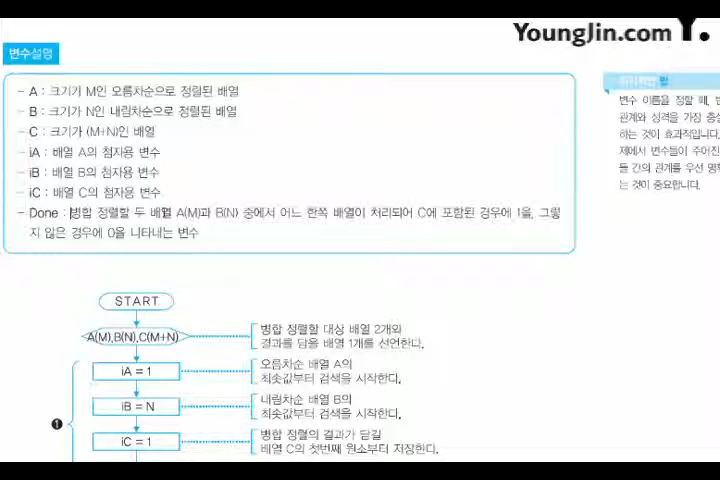 YoungJin.com Y.
변수설명
- A : 크기가 M인 오름차순으로 정렬된 배열
- B : 크기가 N인 내림차순으로 정렬된 배열
- C : 크기가 (M+N)인 배열
- iA : 배열 A의 첨자용 변수
- iB : 배열 B의 첨자용 변수
- iC : 배열 C의 첨자용 변수
- Done : 병합 정렬할 두 배열 A(M)과 B(N) 중에서 어느 한쪽 배열이 처리되어 C에 포함된 경우에 1을, 그렇
지 않은 경우에 0을 나타내는 변수
변수 이름을 정할 때,
관계와 성격을 가장
하는 것이 효과적입니다.
제에서 변수들이 주어진
들 간의 관계를 우선
는 것이 중요합니다.
START
A(M),B(N),C(M+N)
병합 정렬할 대상 배열 2개와
결과를 담을 배열 1개를 선언한다.
iA = 1
오름차순 배열 A의
최솟값부터 검색을 시작한다.
iB = N
내림차순 배열 B의
최솟값부터 검색을 시작한다.
❶
iC = 1
병합 정렬의 결과가 담길
배열 C의 첫번째 원소부터 저장한다.